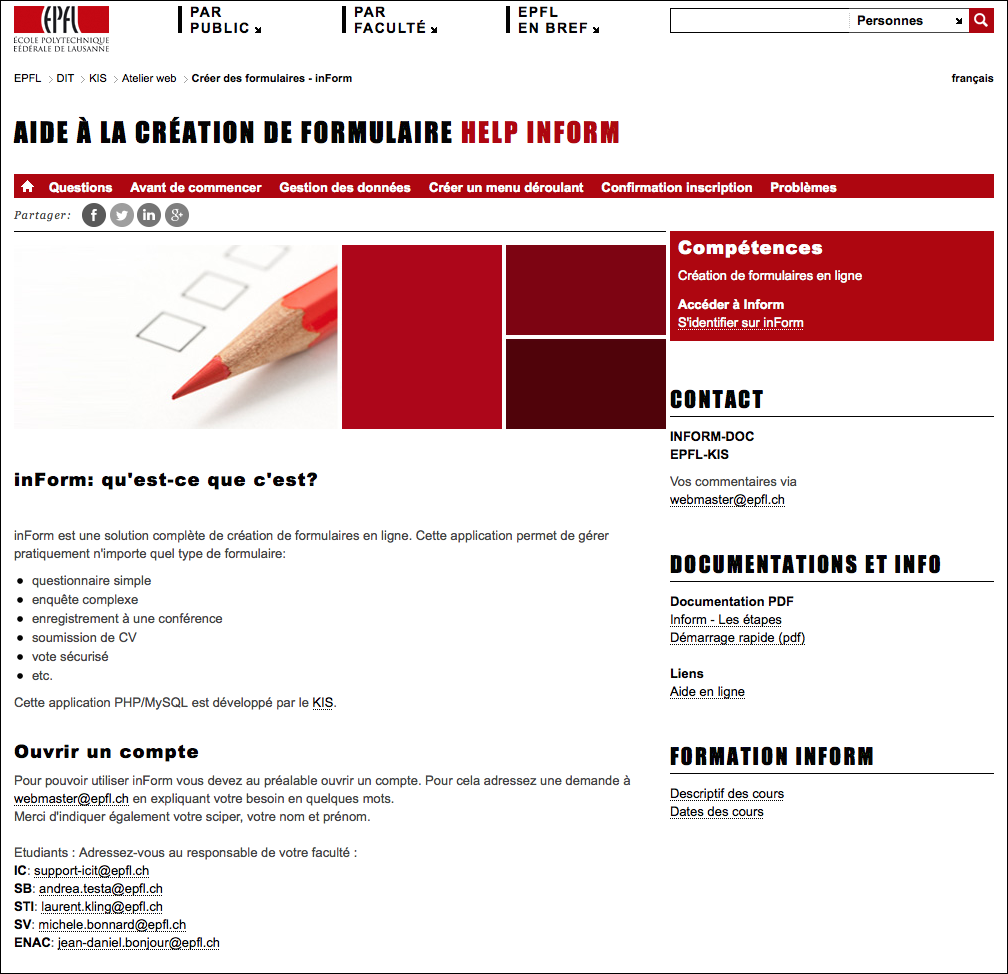 EPFL
ÉCOLE POLYTECHNIQUE
FÉDÉRALE DE LAUSANNE
PAR
PUBLIC
PAR
FACULTÉ
EPFL
EN BREF
Personnes
EPFL > DIT > KIS > Atelier web > Créer des formulaires - inForm
français
AIDE À LA CRÉATION DE FORMULAIRE HELP INFORM
Questions Avant de commencer Gestion des données Créer un menu déroulant Confirmation inscription Problèmes
Partager: f in g+
Compétences
Création de formulaires en ligne
Accéder à Inform
S'identifier sur inForm
inForm: qu'est-ce que c'est?
inForm est une solution complète de création de formulaires en ligne. Cette application permet de gérer
pratiquement n'importe quel type de formulaire:
• questionnaire simple
• enquête complexe
• enregistrement à une conférence
• soumission de CV
• vote sécurisé
• etc.
Cette application PHP/MySQL est développé par le KIS.
Ouvrir un compte
Pour pouvoir utiliser inForm vous devez au préalable ouvrir un compte. Pour cela adressez une demande à
webmaster@epfl.ch en expliquant votre besoin en quelques mots.
Merci d'indiquer également votre sciper, votre nom et prénom.
Etudiants : Adressez-vous au responsable de votre faculté :
IC: support-icit@epfl.ch
SB: andrea.testa@epfl.ch
STI: laurent.kling@epfl.ch
SV: michele.bonnard@epfl.ch
ENAC: jean-daniel.bonjour@epfl.ch
CONTACT
INFORM-DOC
EPFL-KIS
Vos commentaires via
webmaster@epfl.ch
DOCUMENTATIONS ET INFO
Documentation PDF
Inform - Les étapes
Démarrage rapide (pdf)
Liens
Aide en ligne
FORMATION INFORM
Descriptif des cours
Dates des cours